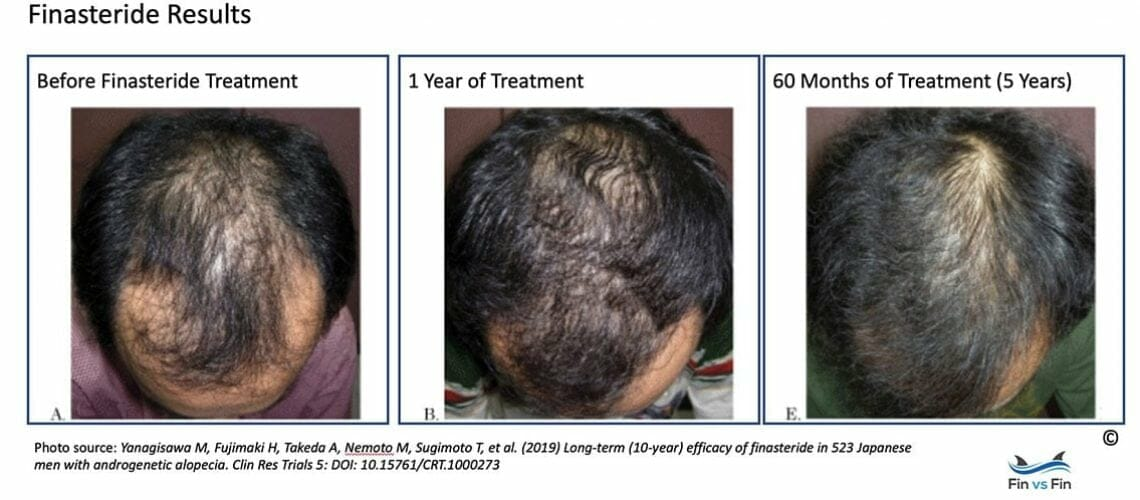 Finasteride Results
Before Finasteride Treatment
1 Year of Treatment
60 Months of Treatment (5 Years)
A.
B.
E.
Photo source: Yanagisawa M, Fujimaki H, Takeda A, Nemoto M, Sugimoto T, et al. (2019) Long-term (10-year) efficacy of finasteride in 523 Japanese
men with androgenetic alopecia. Clin Res Trials 5: DOI: 10.15761/CRT.1000273
©
Fin vs Fin